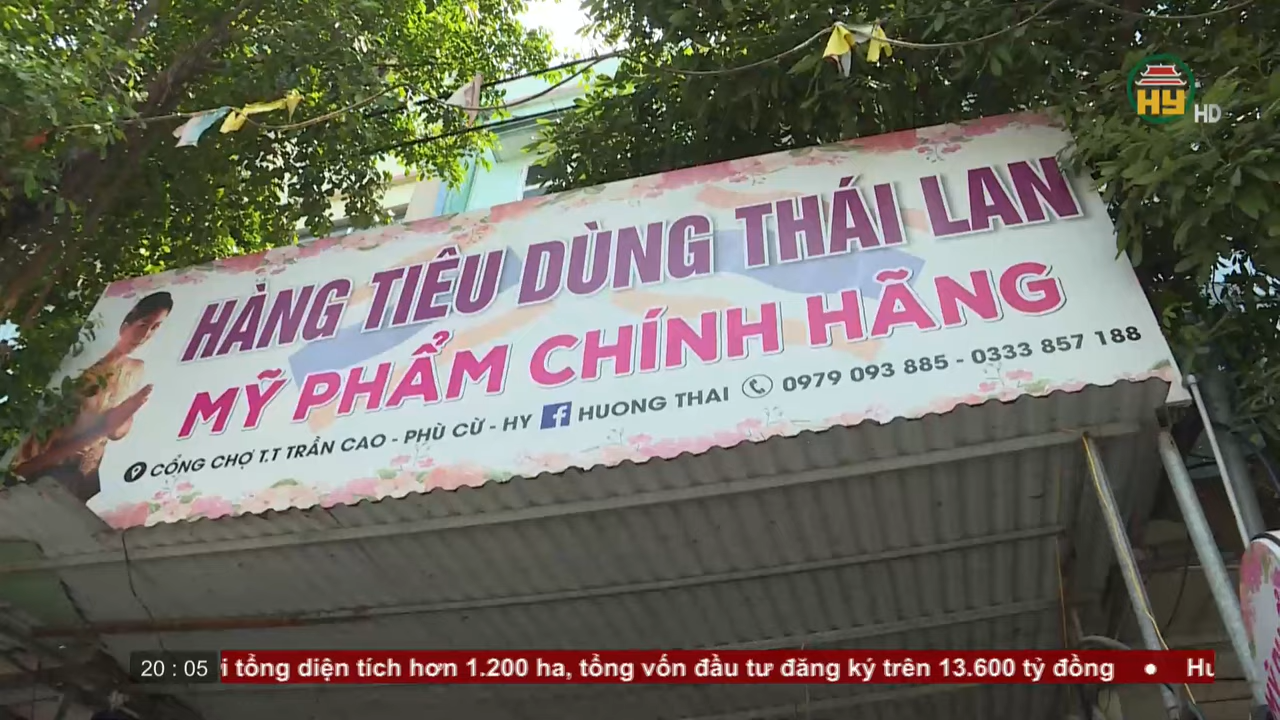 HY HD
HÀNG TIÊU DÙNG THÁI LAN
MỸ PHẨM CHÍNH HÃNG
CỔNG CHỢ T.T TRẦN CAO - PHÙ CỪ - HY f HUONG THAI 0979 093 885 - 0333 857 188
20 : 05 tổng diện tích hơn 1.200 ha, tổng vốn đầu tư đăng ký trên 13.600 tỷ đồng •